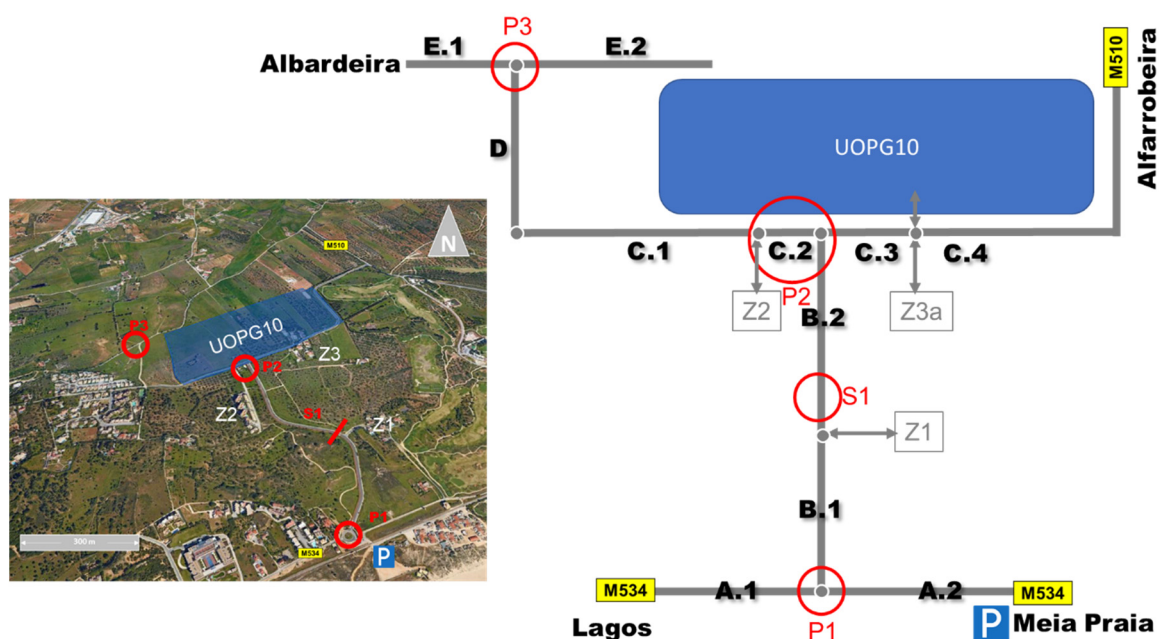 P3
E.1
E.2
Albardeira
M510
Alfarrobeira
D
UOPG10
C.1
C.2
C.3
C.4
P2
Z2
Z3a
B.2
S1
Z1
B.1
M534
A.1
A.2
M534
Lagos
P1
P Meia Praia
N
M510
P3
UOPG10
P2
Z3
Z2
S1
Z1
P1
300 m
M534
P